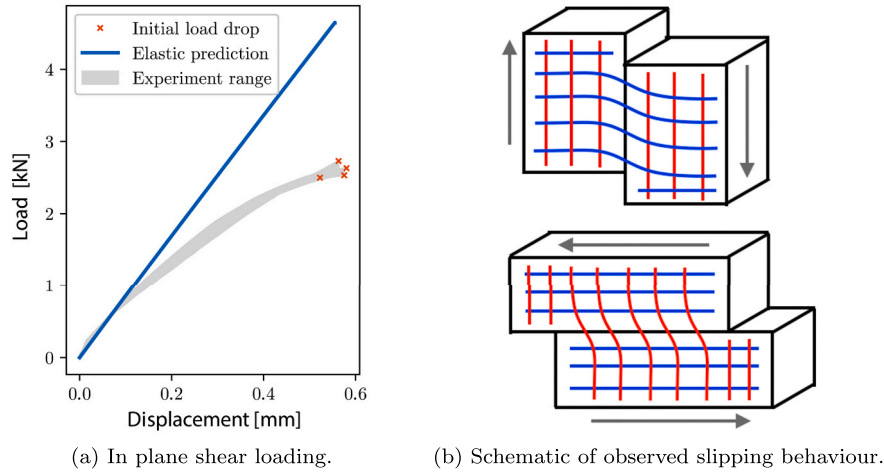 Initial load drop
Elastic prediction
Experiment range
Load [kN]
4
3
2
1
0
0.0 0.2 0.4 0.6
Displacement [mm]
(a) In plane shear loading.
(b) Schematic of observed slipping behaviour.